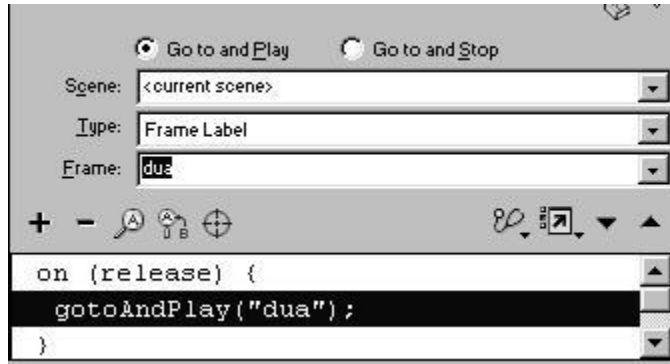 Go to and Play Go to and Stop
Scene: <current scene>
Type: Frame Label
Frame: dua
on (release) {
gotoAndPlay("dua");
}